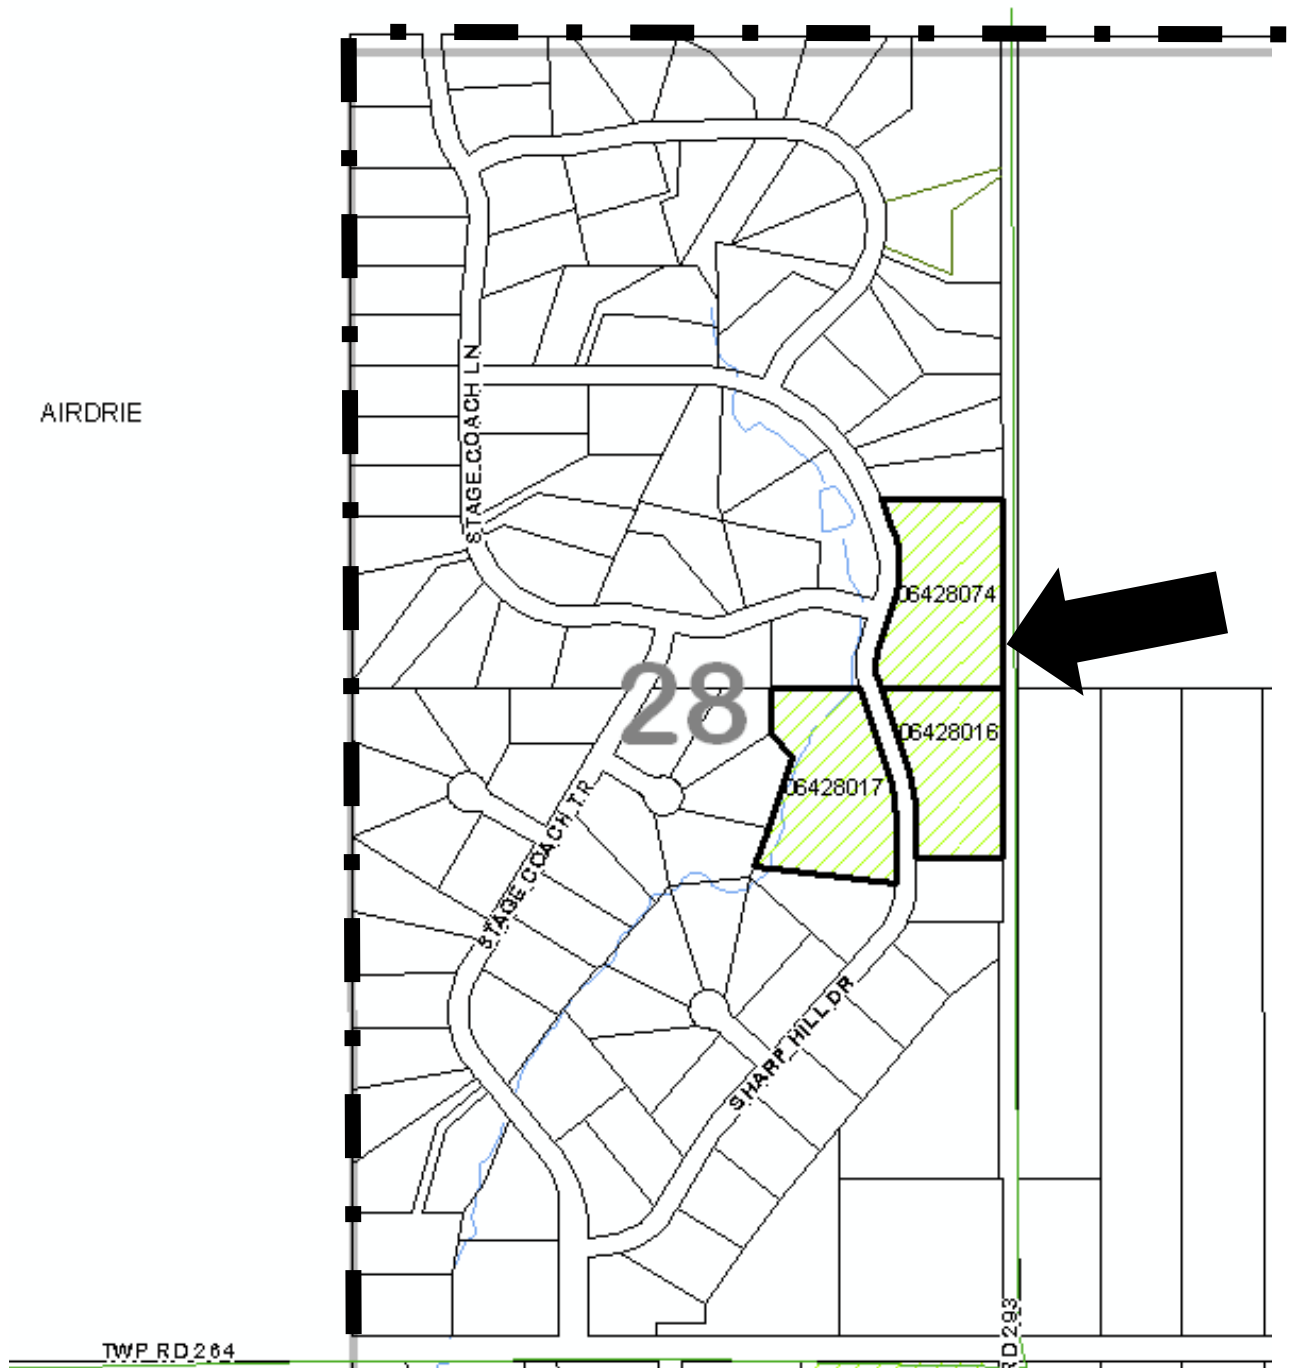 AIRDRIE
STAGE COACH LN
06428074
28
06428016
06428017
STAGE COACH TR
SHARP HILL DR
RD 293
TWP RD 264